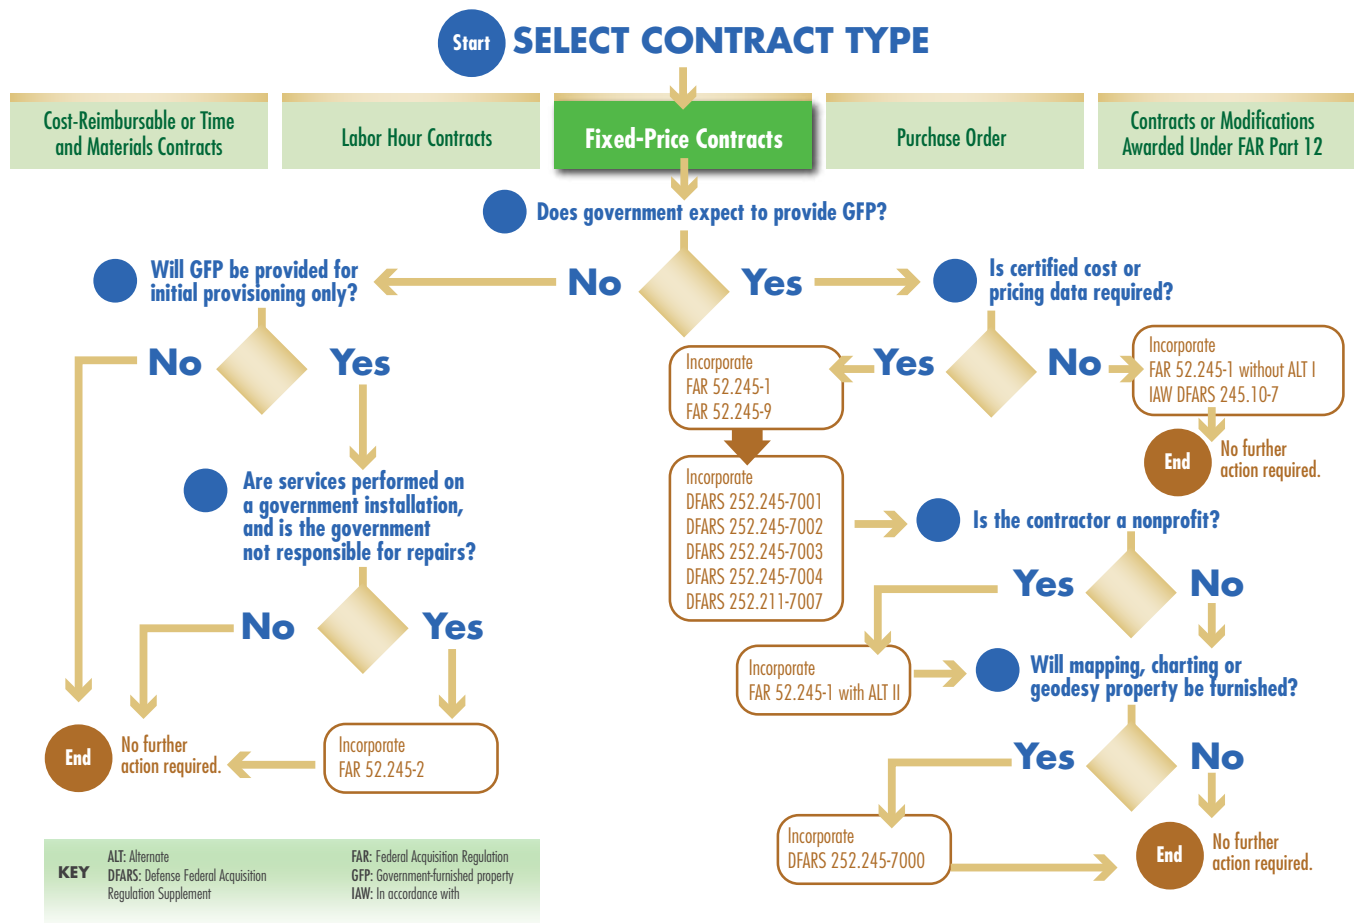 Start
SELECT CONTRACT TYPE
Cost-Reimbursable or Time
and Materials Contracts
Labor Hour Contracts
Fixed-Price Contracts
Purchase Order
Contracts or Modifications
Awarded Under FAR Part 12
Does government expect to provide GFP?
No
Yes
Will GFP be provided for
initial provisioning only?
No
Yes
Are services performed on
a government installation,
and is the government
not responsible for repairs?
No
Yes
Incorporate
FAR 52.245-2
End
No further
action required.
Is certified cost or
pricing data required?
Yes
No
Incorporate
FAR 52.245-1 without ALT I
IAW DFARS 245.10-7
End
No further
action required.
Incorporate
FAR 52.245-1
FAR 52.245-9
Incorporate
DFARS 252.245-7001
DFARS 252.245-7002
DFARS 252.245-7003
DFARS 252.245-7004
DFARS 252.211-7007
Is the contractor a nonprofit?
Yes
No
Incorporate
FAR 52.245-1 with ALT II
Will mapping, charting or
geodesy property be furnished?
Yes
No
Incorporate
DFARS 252.245-7000
End
No further
action required.
KEY
ALT: Alternate
DFARS: Defense Federal Acquisition
Regulation Supplement
FAR: Federal Acquisition Regulation
GFP: Government-furnished property
IAW: In accordance with